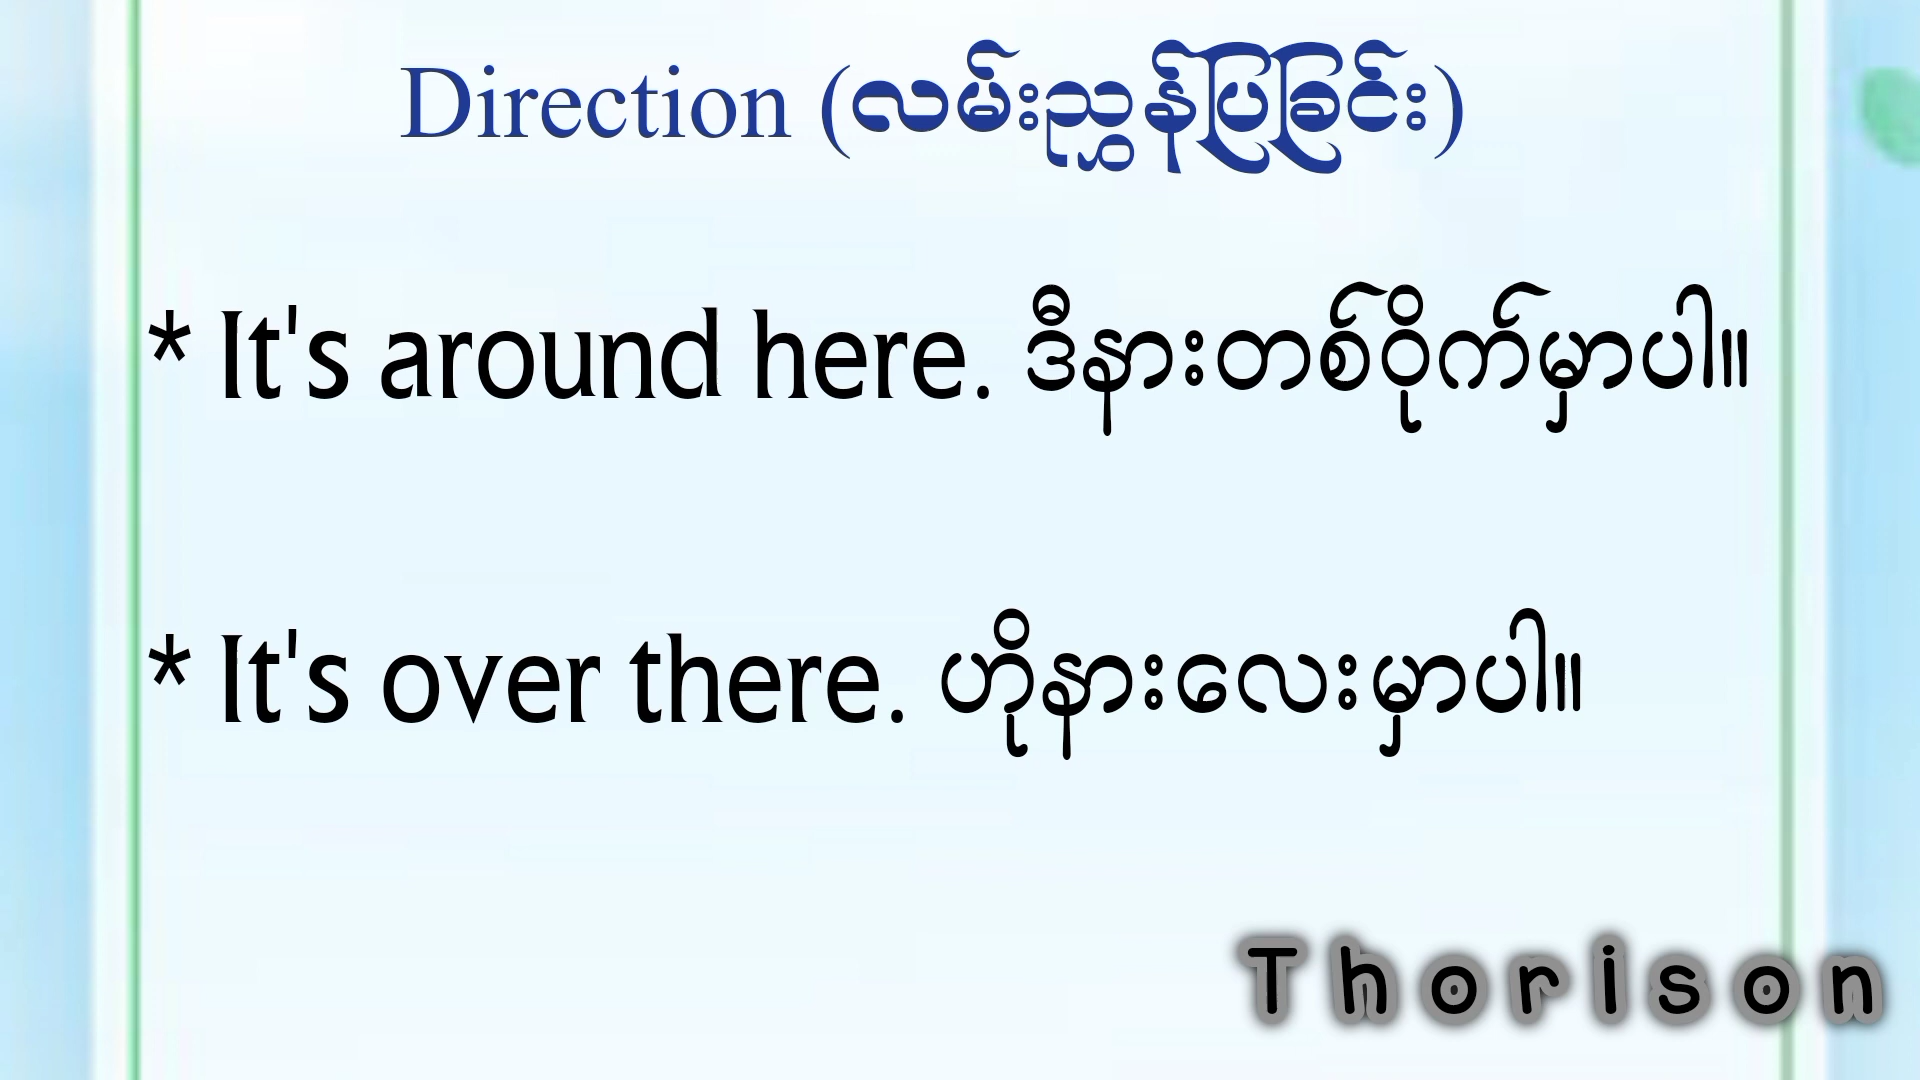 Direction (လမ်းညွှန်ပြခြင်း)
* It's around here. ဒီနားတစ်ဝိုက်မှာပါ။
* It's over there. ဟိုနားလေးမှာပါ။
Thorison